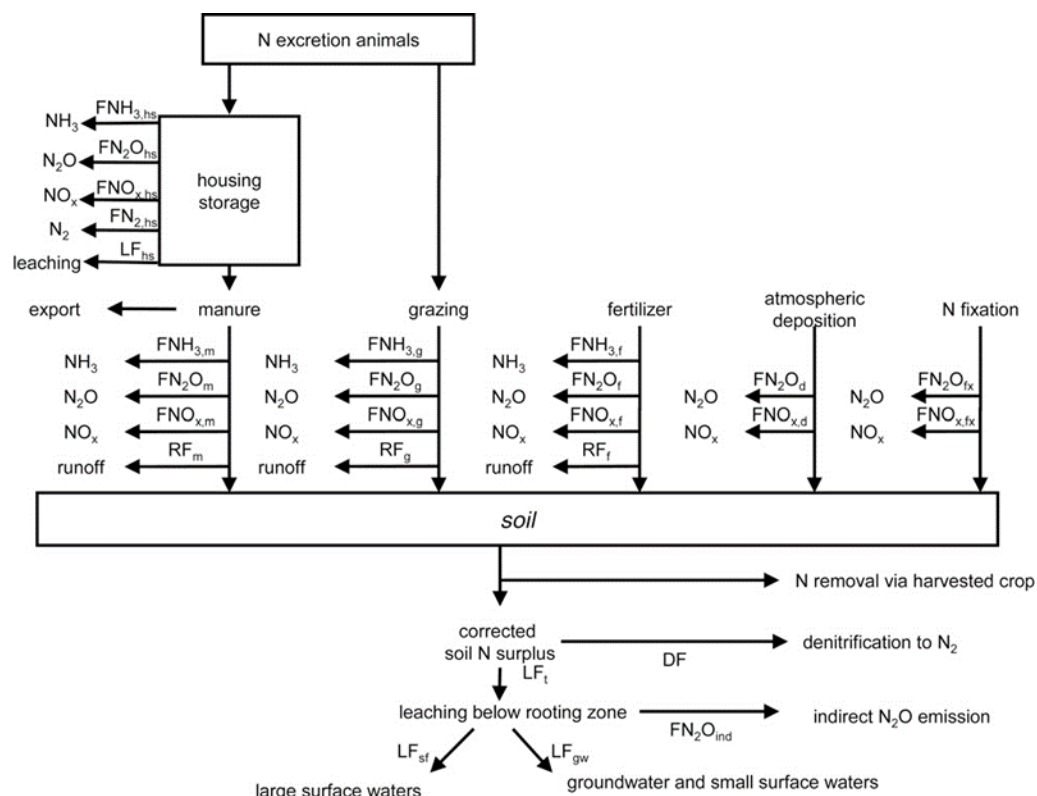 N excretion animals
NH₃ FNH₃,hs
N₂O FN₂Ohs
NOₓ FNOₓ,hs
N₂ FN₂,hs
leaching LFhs
housing
storage
export manure grazing fertilizer atmospheric
deposition N fixation
NH₃ FNH₃,m NH₃ FNH₃,g NH₃ FNH₃,f
N₂O FN₂Om N₂O FN₂Og N₂O FN₂Of N₂O FN₂Od N₂O FN₂Ofx
NOₓ FNOₓ,m NOₓ FNOₓ,g NOₓ FNOₓ,f NOₓ FNOₓ,d NOₓ FNOₓ,fx
runoff RFm runoff RFg runoff RFf
soil
N removal via harvested crop
corrected
soil N surplus
DF
denitrification to N₂
LFt
leaching below rooting zone
FN₂Oind
indirect N₂O emission
LFsf LFgw
large surface waters
groundwater and small surface waters